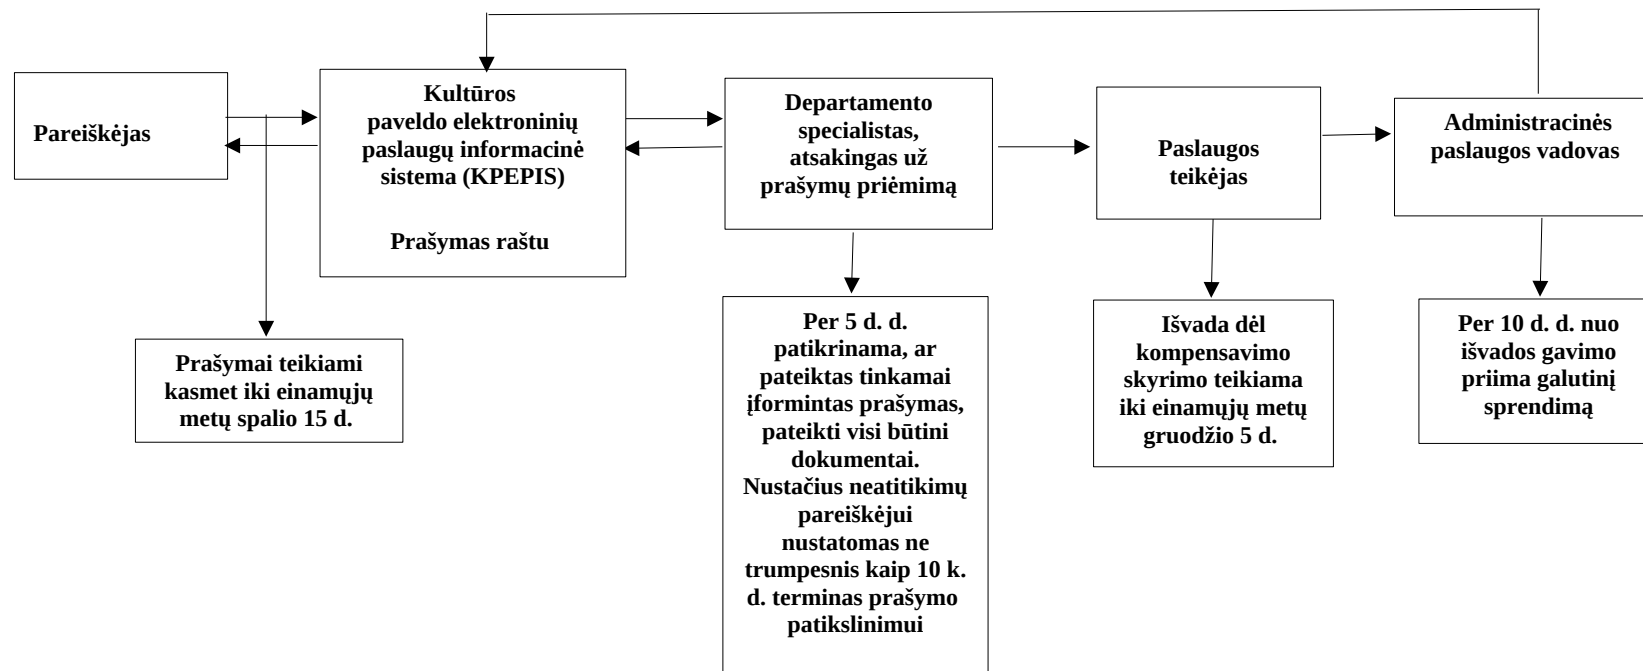 Pareiškėjas
Kultūros
paveldo elektroninių
paslaugų informacinė
sistema (KPEPIS)
Prašymas raštu
Departamento
specialistas,
atsakingas už
prašymų priėmimą
Paslaugos
teikėjas
Administracinės
paslaugos vadovas
Prašymai teikiami
kasmet iki einamųjų
metų spalio 15 d.
Per 5 d. d.
patikrinama, ar
pateiktas tinkamai
įformintas prašymas,
pateikti visi būtini
dokumentai.
Nustačius neatitikimų
pareiškėjui
nustatomas ne
trumpesnis kaip 10 k.
d. terminas prašymo
patikslinimui
Išvada dėl
kompensavimo
skyrimo teikiama
iki einamųjų metų
gruodžio 5 d.
Per 10 d. d. nuo
išvados gavimo
priima galutinį
sprendimą